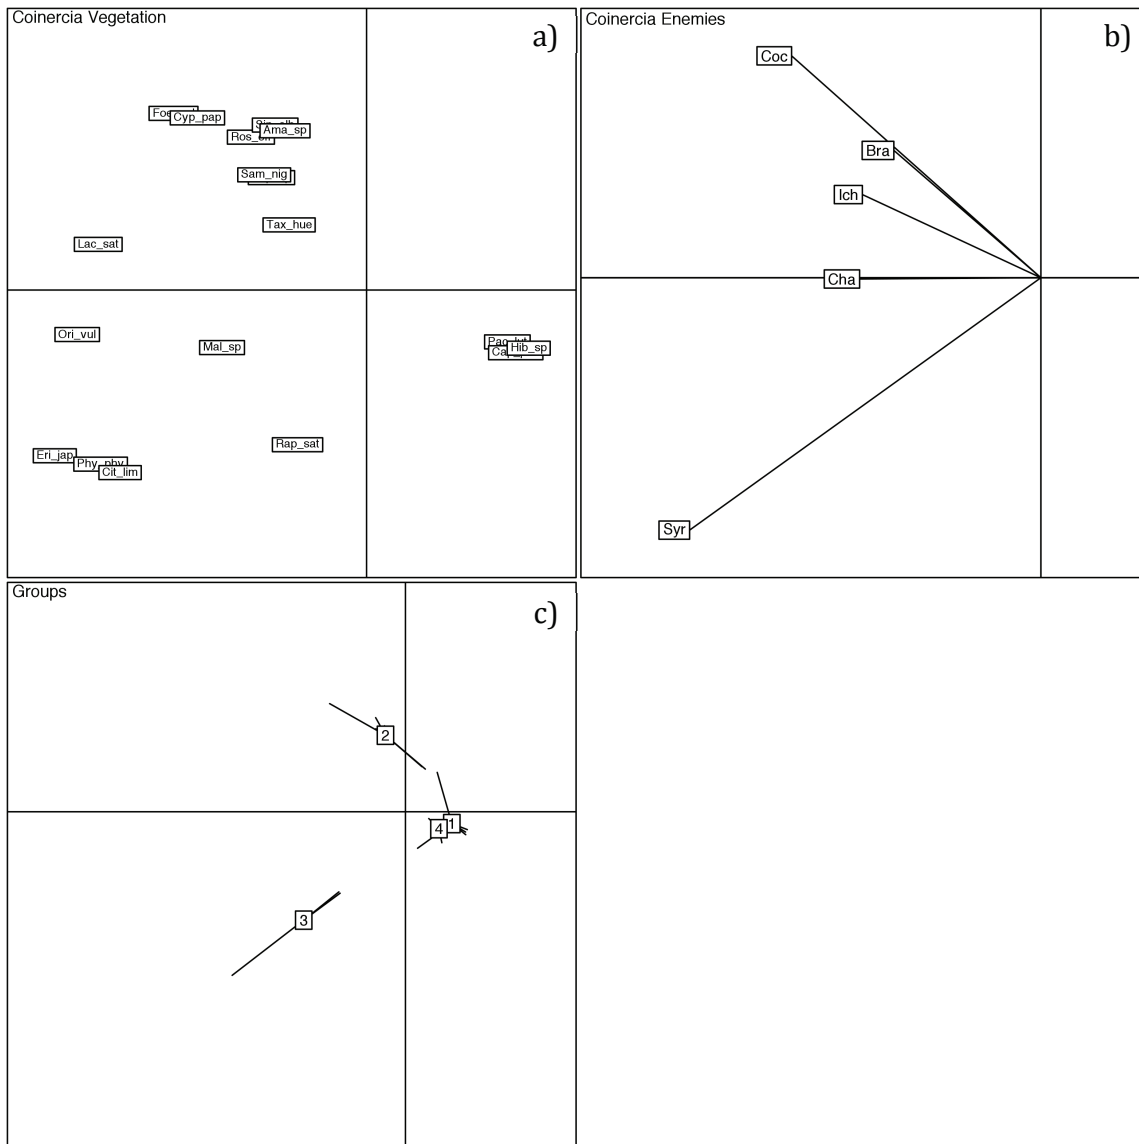 Coinercia Vegetation
a)
Cyp_pap
Ama_sp
Sam_nig
Tax_hue
Lac_sat
Ori_vul
Mal_sp
Hib_sp
Rap_sat
Eri_jap
Cit_lim
Coinercia Enemies
b)
Coc
Bra
Ich
Cha
Syr
Groups
c)
2
1
4
3